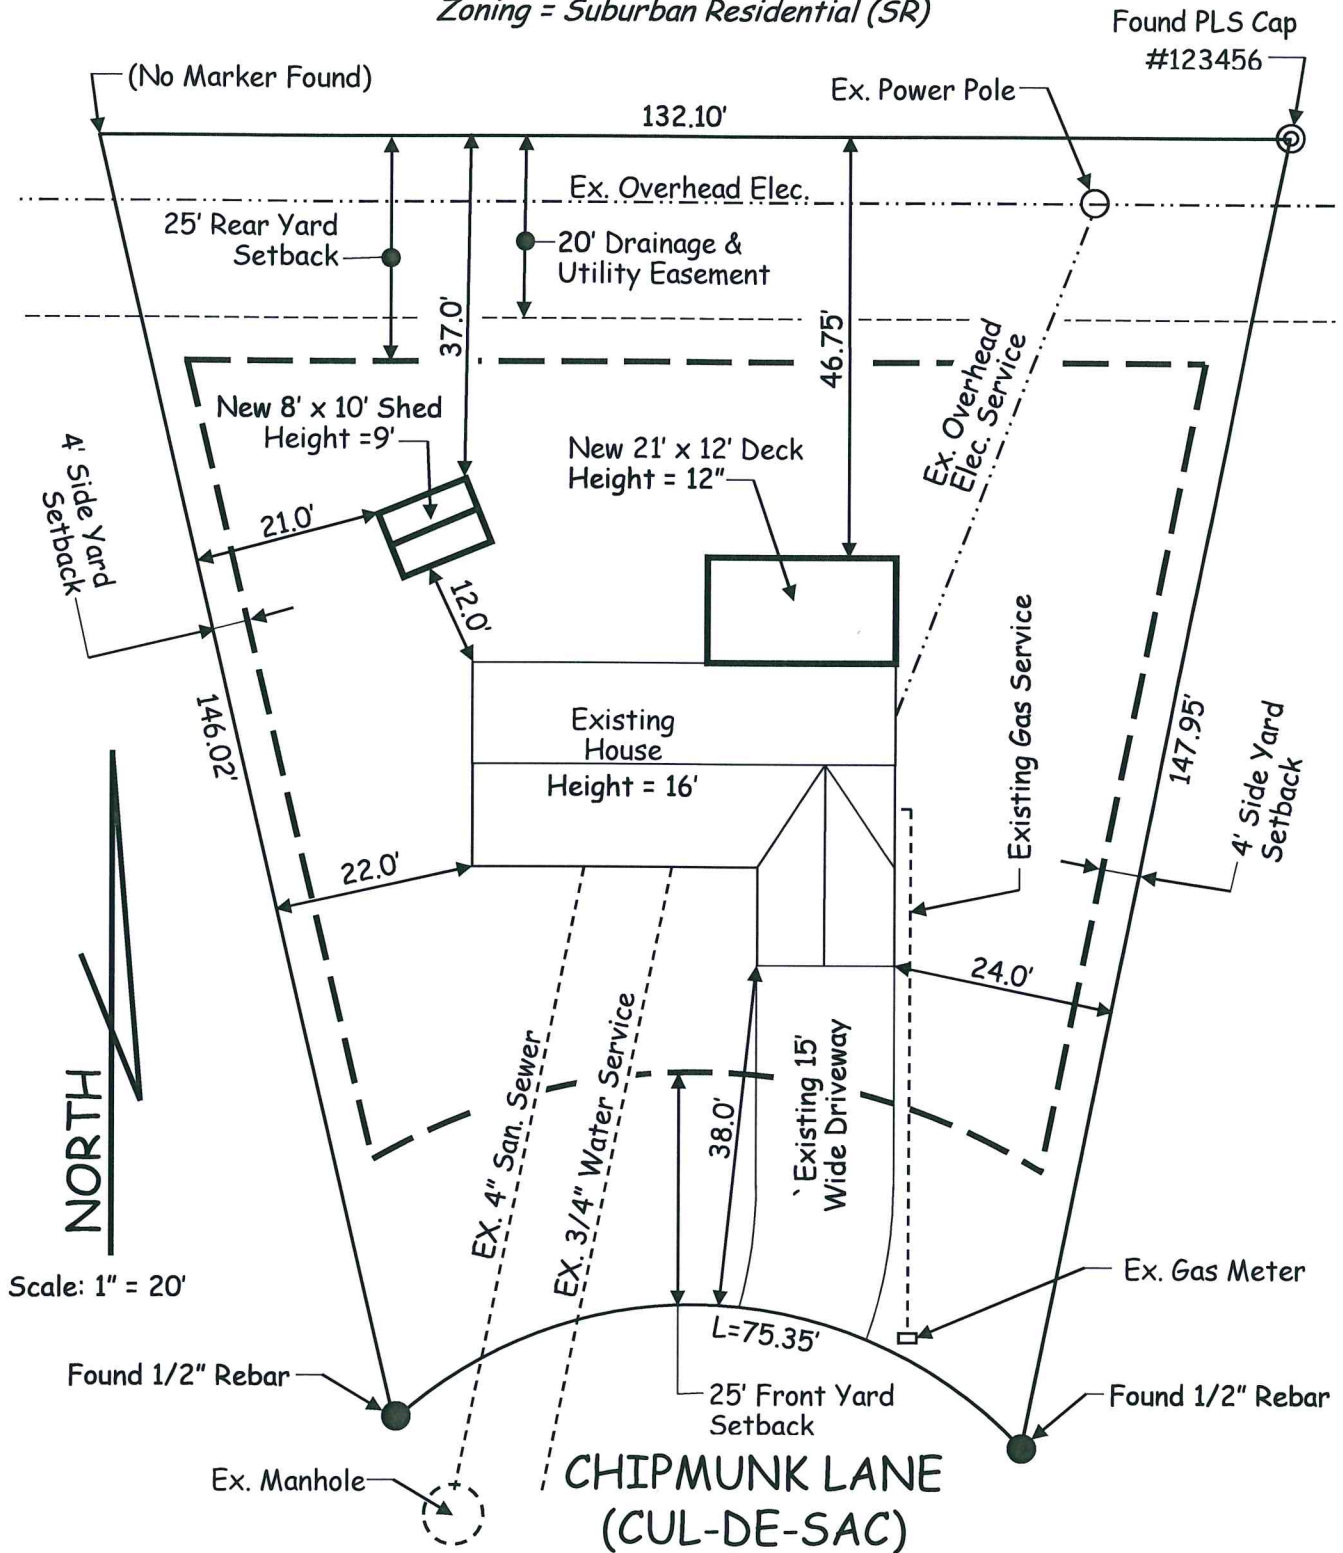 Zoning = Suburban Residential (SR)
Found PLS Cap
#123456
(No Marker Found)
Ex. Power Pole
132.10'
Ex. Overhead Elec.
25' Rear Yard
Setback
20' Drainage &
Utility Easement
37.0'
46.75'
Ex. Overhead
Elec. Service
New 8' x 10' Shed
Height =9'
New 21' x 12' Deck
Height = 12"
4' Side Yard
Setback
21.0'
12.0'
146.02'
Existing
House
Height = 16'
Existing Gas Service
147.95'
4' Side Yard
Setback
22.0'
24.0'
NORTH
Scale: 1" = 20'
EX. 4" San. Sewer
EX. 3/4" Water Service
38.0'
`Existing 15'
Wide Driveway
Ex. Gas Meter
L=75.35'
Found 1/2" Rebar
25' Front Yard
Setback
Found 1/2" Rebar
Ex. Manhole
CHIPMUNK LANE
(CUL-DE-SAC)